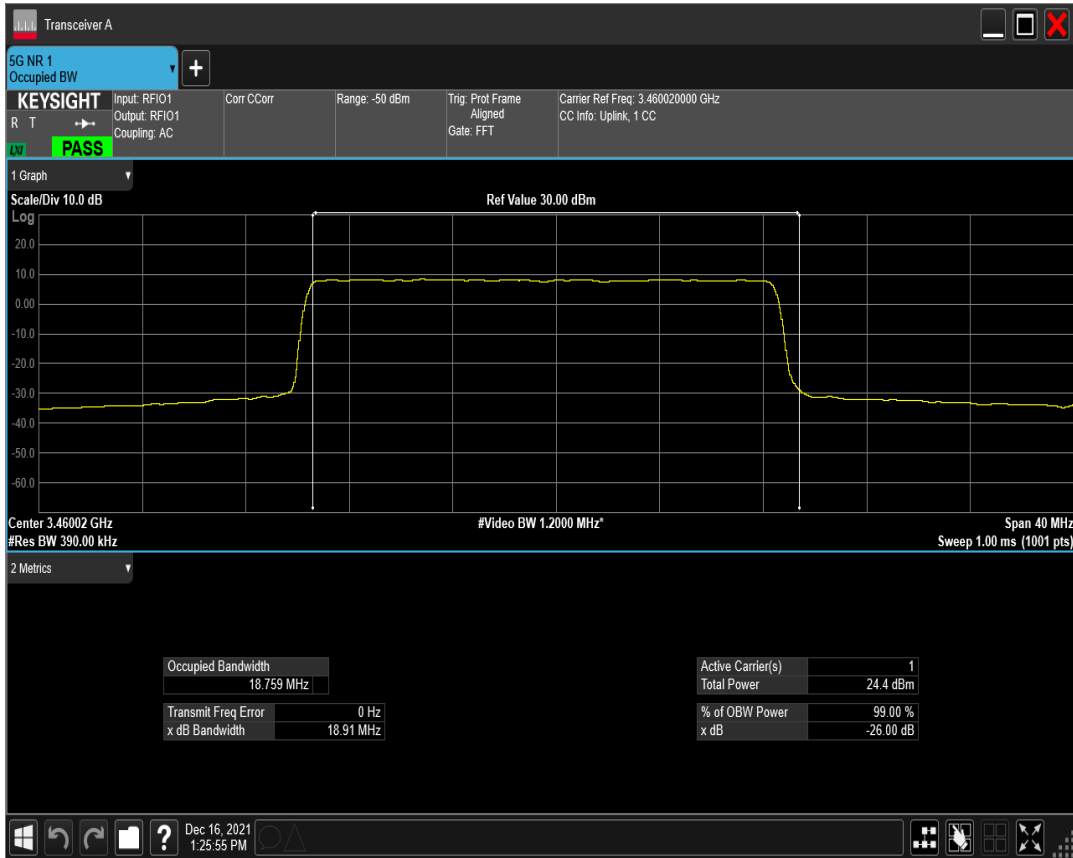 Transceiver A
5G NR 1
Occupied BW
+
KEYSIGHT
R T
LXI
PASS
Input: RFIO1
Output: RFIO1
Coupling: AC
Corr CCorr
Range: -50 dBm
Trig: Prot Frame
Aligned
Gate: FFT
Carrier Ref Freq: 3.460020000 GHz
CC Info: Uplink, 1 CC
1 Graph
Scale/Div 10.0 dB
Ref Value 30.00 dBm
Log
20.0
10.0
0.00
-10.0
-20.0
-30.0
-40.0
-50.0
-60.0
Center 3.46002 GHz
#Video BW 1.2000 MHz*
Span 40 MHz
#Res BW 390.00 kHz
Sweep 1.00 ms (1001 pts)
2 Metrics
Occupied Bandwidth
18.759 MHz
Transmit Freq Error 0 Hz
x dB Bandwidth 18.91 MHz
Active Carrier(s) 1
Total Power 24.4 dBm
% of OBW Power 99.00 %
x dB -26.00 dB
?
Dec 16, 2021
1:25:55 PM